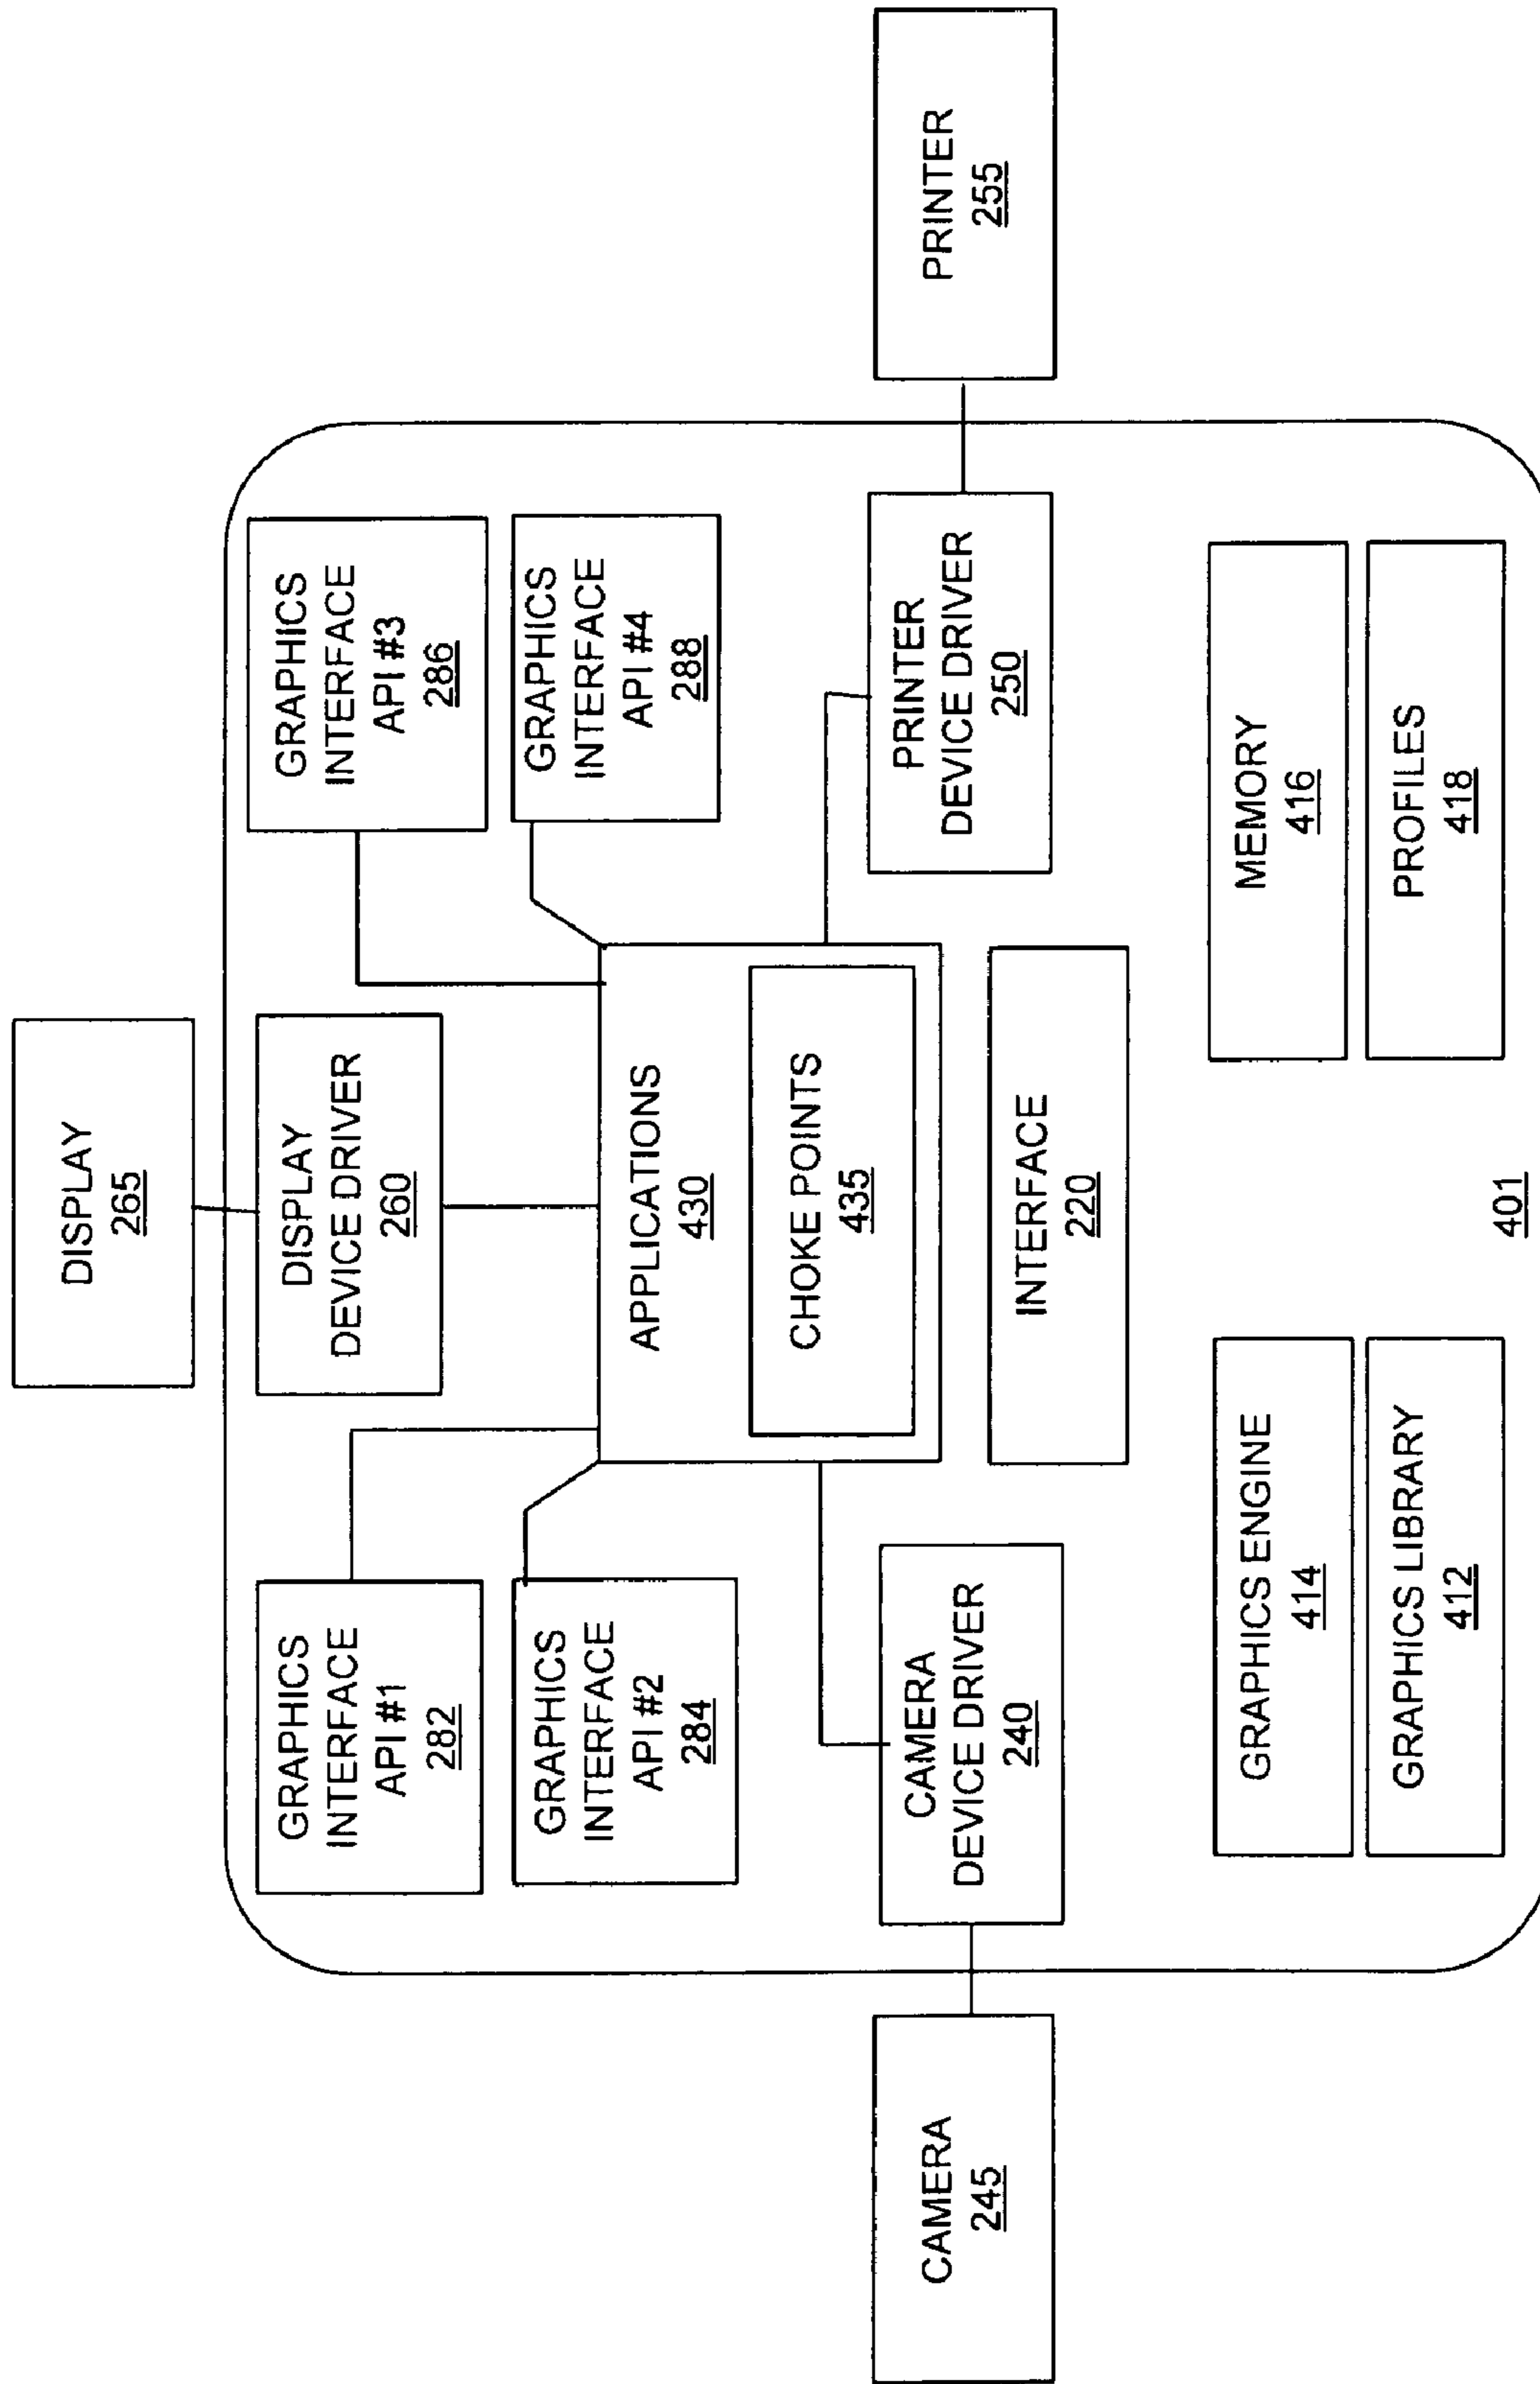 DISPLAY
265
GRAPHICS
INTERFACE
API #1
282
DISPLAY
DEVICE DRIVER
260
GRAPHICS
INTERFACE
API #3
286
GRAPHICS
INTERFACE
API #2
284
GRAPHICS
INTERFACE
API #4
288
APPLICATIONS
430
CHOKE POINTS
435
CAMERA
245
CAMERA
DEVICE DRIVER
240
PRINTER
DEVICE DRIVER
250
PRINTER
255
INTERFACE
220
GRAPHICS ENGINE
414
MEMORY
416
GRAPHICS LIBRARY
412
PROFILES
418
401